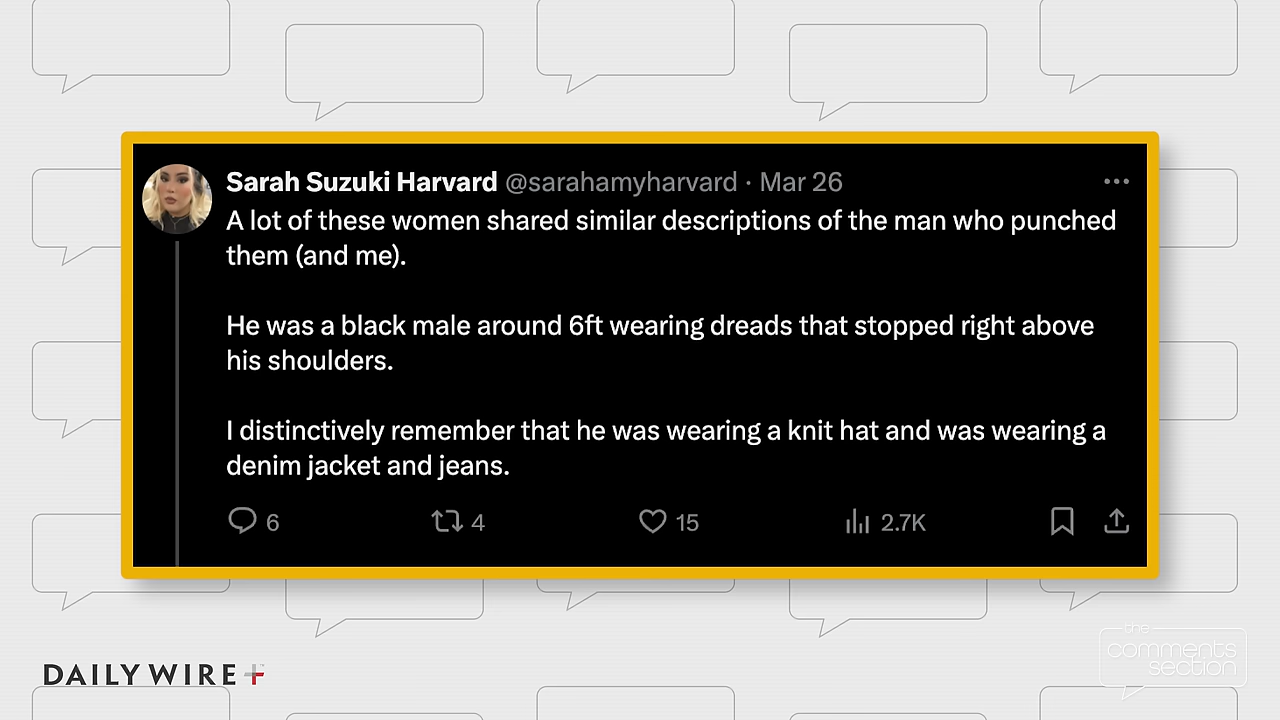 Sarah Suzuki Harvard @sarahamyharvard · Mar 26
A lot of these women shared similar descriptions of the man who punched
them (and me).
He was a black male around 6ft wearing dreads that stopped right above
his shoulders.
I distinctively remember that he was wearing a knit hat and was wearing a
denim jacket and jeans.
6 4 15 2.7K
DAILY WIRE +
the
comments
section